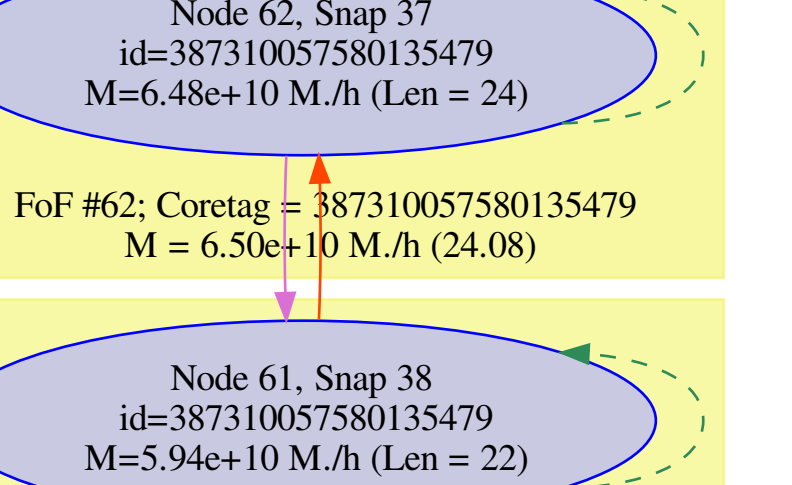 Node 62, Snap 37
id=387310057580135479
M=6.48e+10 M./h (Len = 24)
FoF #62; Coretag = 387310057580135479
M = 6.50e+10 M./h (24.08)
Node 61, Snap 38
id=387310057580135479
M=5.94e+10 M./h (Len = 22)